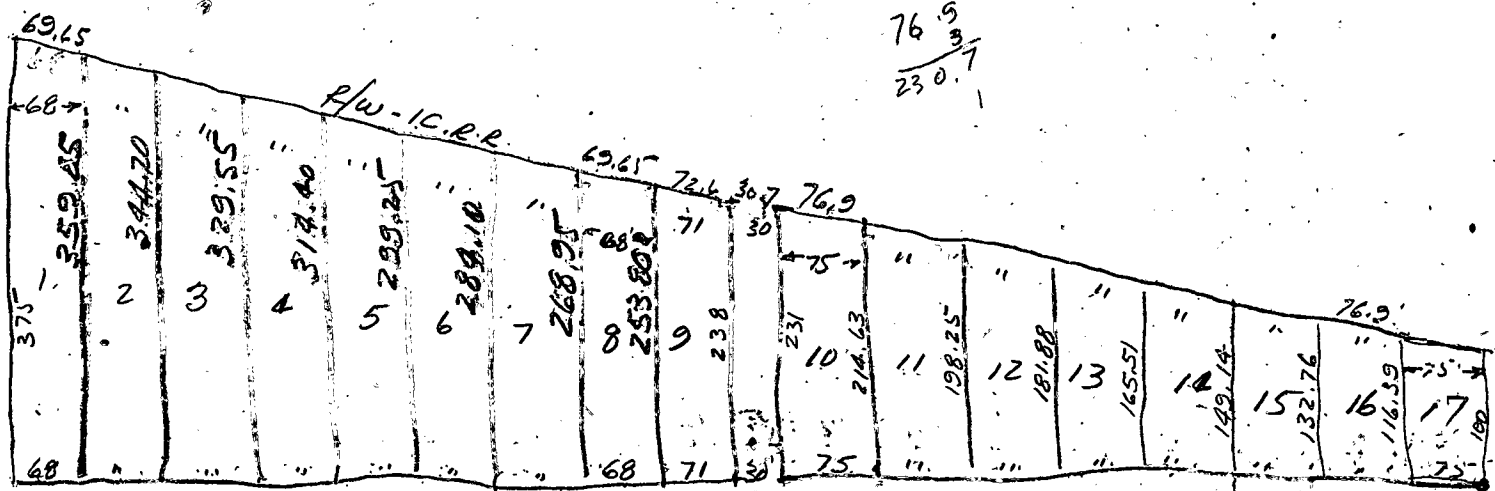 69.65
76.9
3
230.7
1
←68→ "
R/W - I.C.R.R.
" " " " "
69.65 72.6 30.7 76.9
68 71 30
←75→ " " " " " 76.9 "
←75→
375 1 359.85 2 344.70 3 329.55 4 314.40 5 299.25 6 284.10 7 268.95 8 253.80 9 238
231 10 214.63 11 198.25 12 181.88 13 165.51 14 149.14 15 132.76 16 116.39 17 100
68 " " " " " " 68 71 30 75 " " " " " " 75